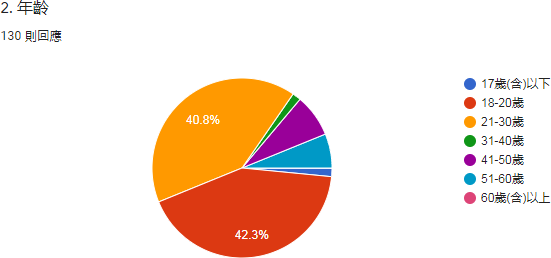 2. 年齡
130 則回應
17歲(含)以下
18-20歲
21-30歲
31-40歲
41-50歲
51-60歲
60歲(含)以上
40.8%
42.3%